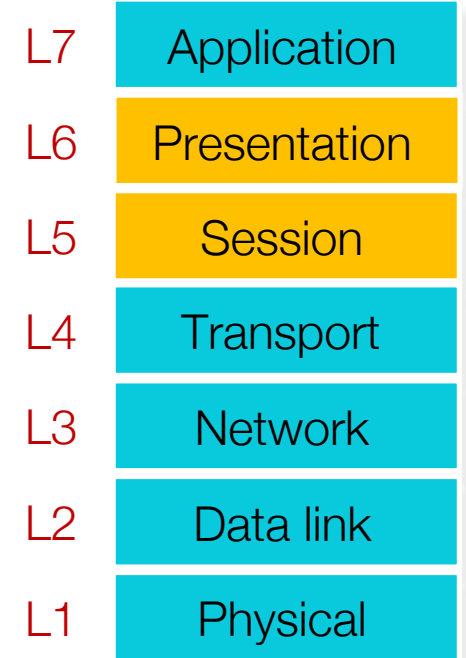 L7 Application
L6 Presentation
L5 Session
L4 Transport
L3 Network
L2 Data link
L1 Physical